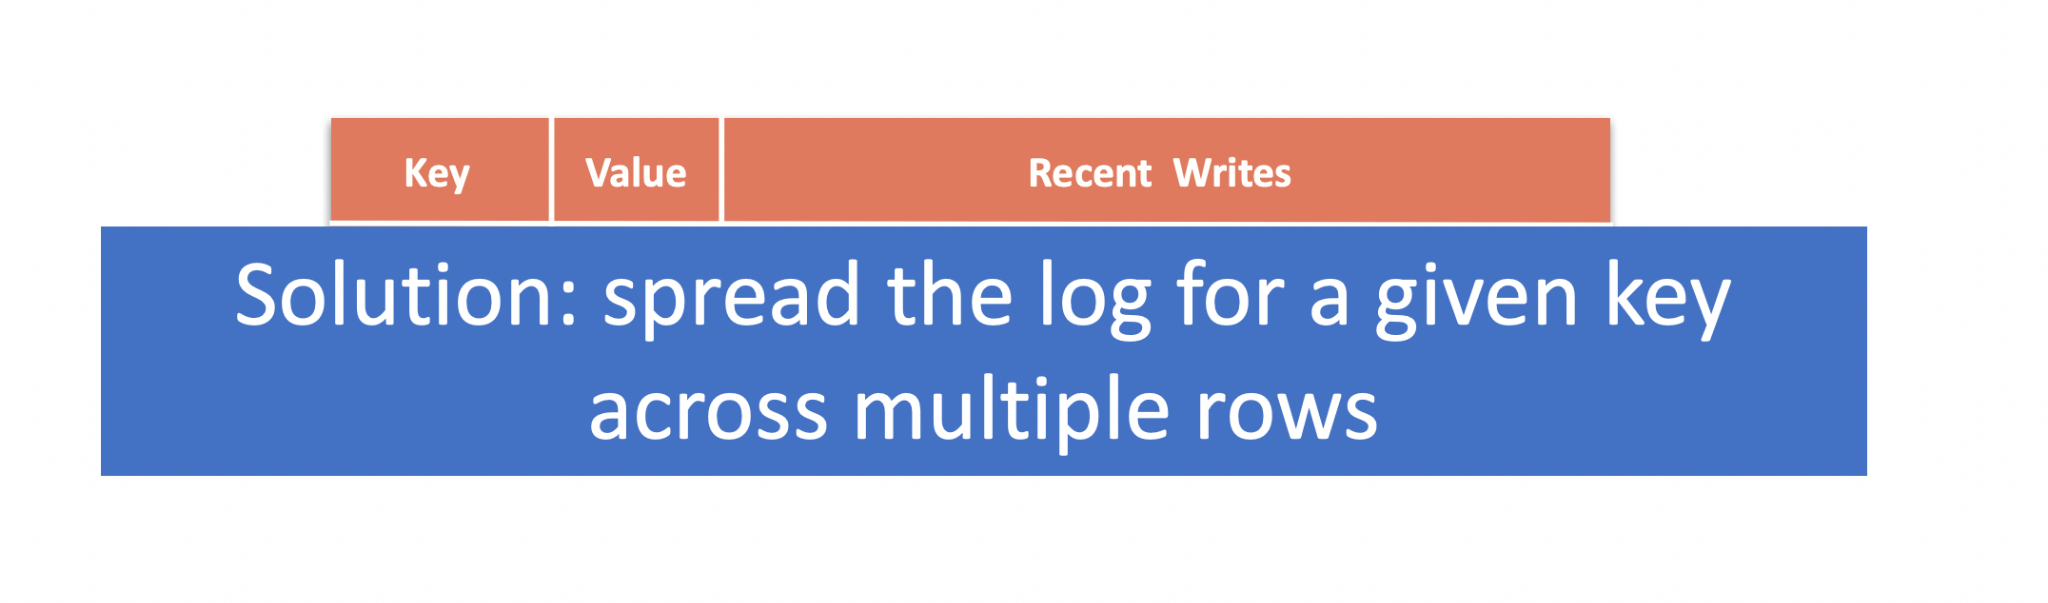 Key Value Recent Writes
Solution: spread the log for a given key
across multiple rows